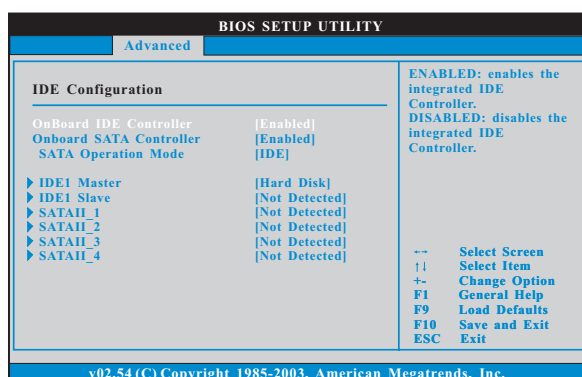 BIOS SETUP UTILITY
Advanced
IDE Configuration
OnBoard IDE Controller [Enabled]
Onboard SATA Controller [Enabled]
SATA Operation Mode [IDE]
IDE1 Master [Hard Disk]
IDE1 Slave [Not Detected]
SATAII_1 [Not Detected]
SATAII_2 [Not Detected]
SATAII_3 [Not Detected]
SATAII_4 [Not Detected]
ENABLED: enables the
integrated IDE
Controller.
DISABLED: disables the
integrated IDE
Controller.
←→ Select Screen
↑↓ Select Item
+- Change Option
F1 General Help
F9 Load Defaults
F10 Save and Exit
ESC Exit
v02.54 (C) Copyright 1985-2003, American Megatrends, Inc.